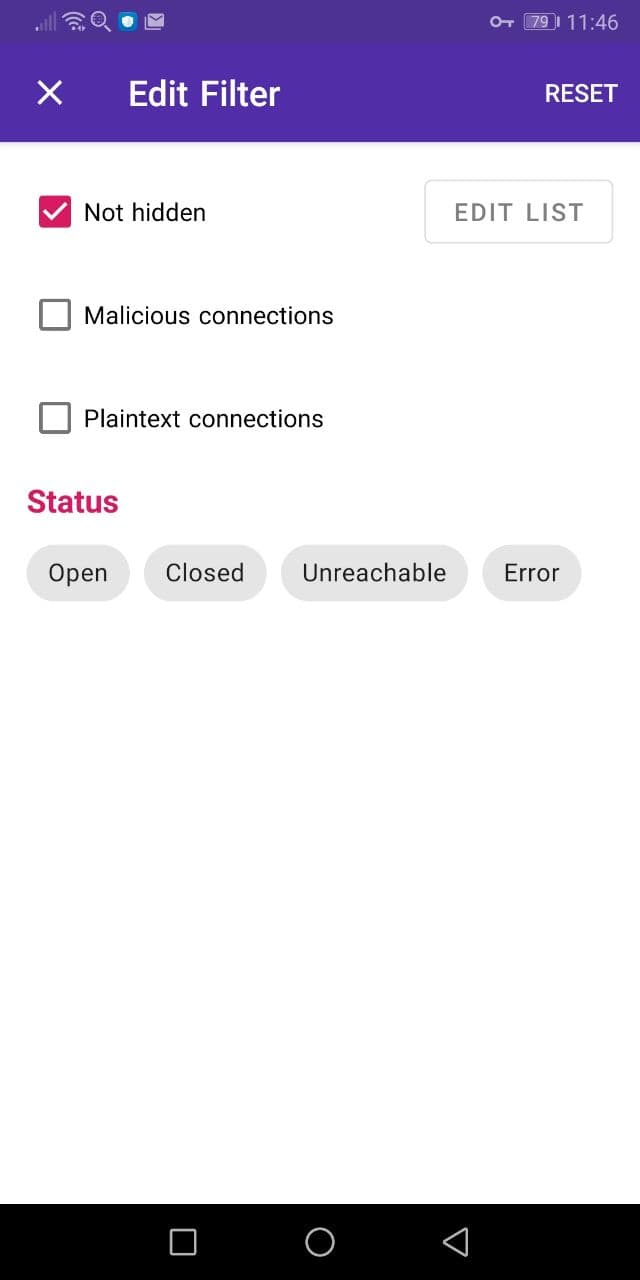 79 11:46
Edit Filter RESET
Not hidden EDIT LIST
Malicious connections
Plaintext connections
Status
Open Closed Unreachable Error